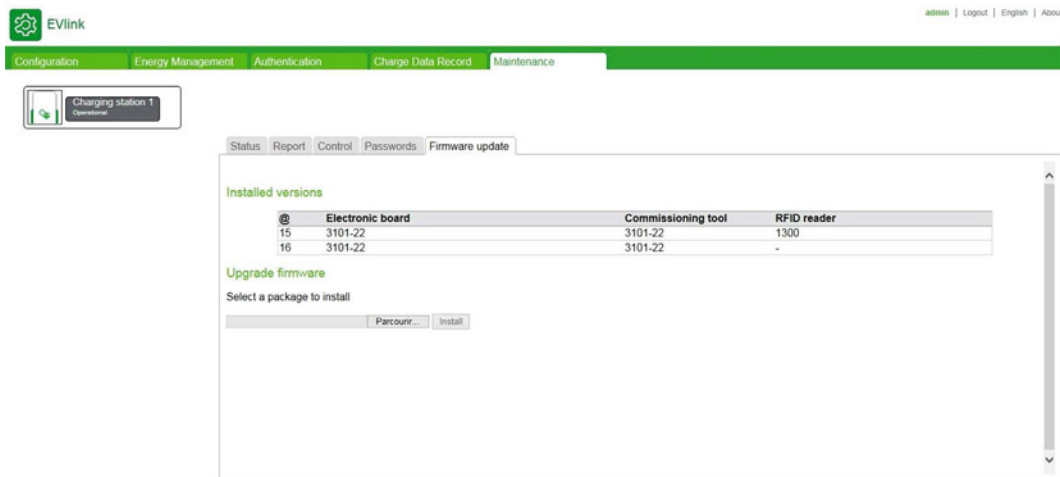 admin | Logout | English | Abou
EVlink
Configuration Energy Management Authentication Charge Data Record Maintenance
Charging station 1
Operational
Status Report Control Passwords Firmware update
Installed versions
@ Electronic board Commissioning tool RFID reader
15 3101-22 3101-22 1300
16 3101-22 3101-22 -
Upgrade firmware
Select a package to install
Parcourir... Install